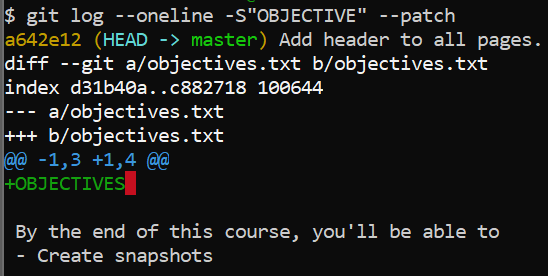 $ git log --oneline -S"OBJECTIVE" --patch
a642e12 (HEAD -> master) Add header to all pages.
diff --git a/objectives.txt b/objectives.txt
index d31b40a..c882718 100644
--- a/objectives.txt
+++ b/objectives.txt
@@ -1,3 +1,4 @@
+OBJECTIVES
By the end of this course, you'll be able to
- Create snapshots